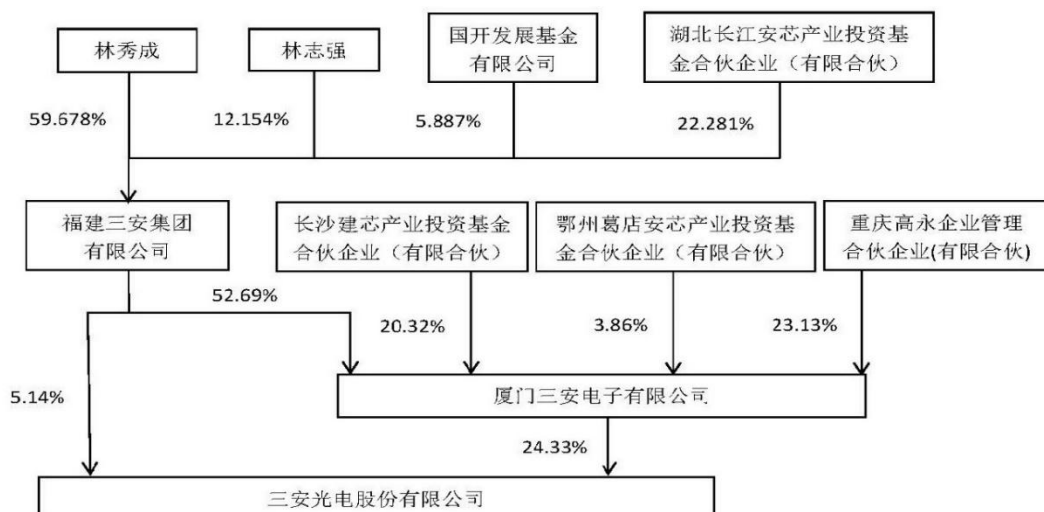 林秀成
林志强
国开发展基金
有限公司
湖北长江安芯产业投资基
金合伙企业（有限合伙）
59.678%
12.154%
5.887%
22.281%
福建三安集团
有限公司
长沙建芯产业投资基金
合伙企业（有限合伙）
鄂州葛店安芯产业投资基
金合伙企业（有限合伙）
重庆高永企业管理
合伙企业(有限合伙)
52.69%
20.32%
3.86%
23.13%
5.14%
厦门三安电子有限公司
24.33%
三安光电股份有限公司